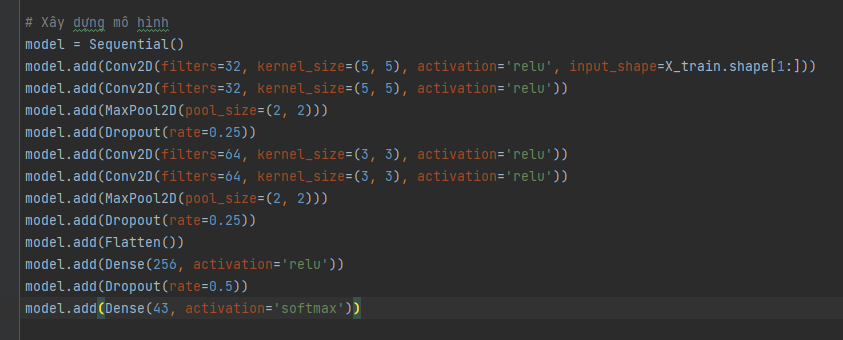 # Xây dựng mô hình
model = Sequential()
model.add(Conv2D(filters=32, kernel_size=(5, 5), activation='relu', input_shape=X_train.shape[1:]))
model.add(Conv2D(filters=32, kernel_size=(5, 5), activation='relu'))
model.add(MaxPool2D(pool_size=(2, 2)))
model.add(Dropout(rate=0.25))
model.add(Conv2D(filters=64, kernel_size=(3, 3), activation='relu'))
model.add(Conv2D(filters=64, kernel_size=(3, 3), activation='relu'))
model.add(MaxPool2D(pool_size=(2, 2)))
model.add(Dropout(rate=0.25))
model.add(Flatten())
model.add(Dense(256, activation='relu'))
model.add(Dropout(rate=0.5))
model.add(Dense(43, activation='softmax'))